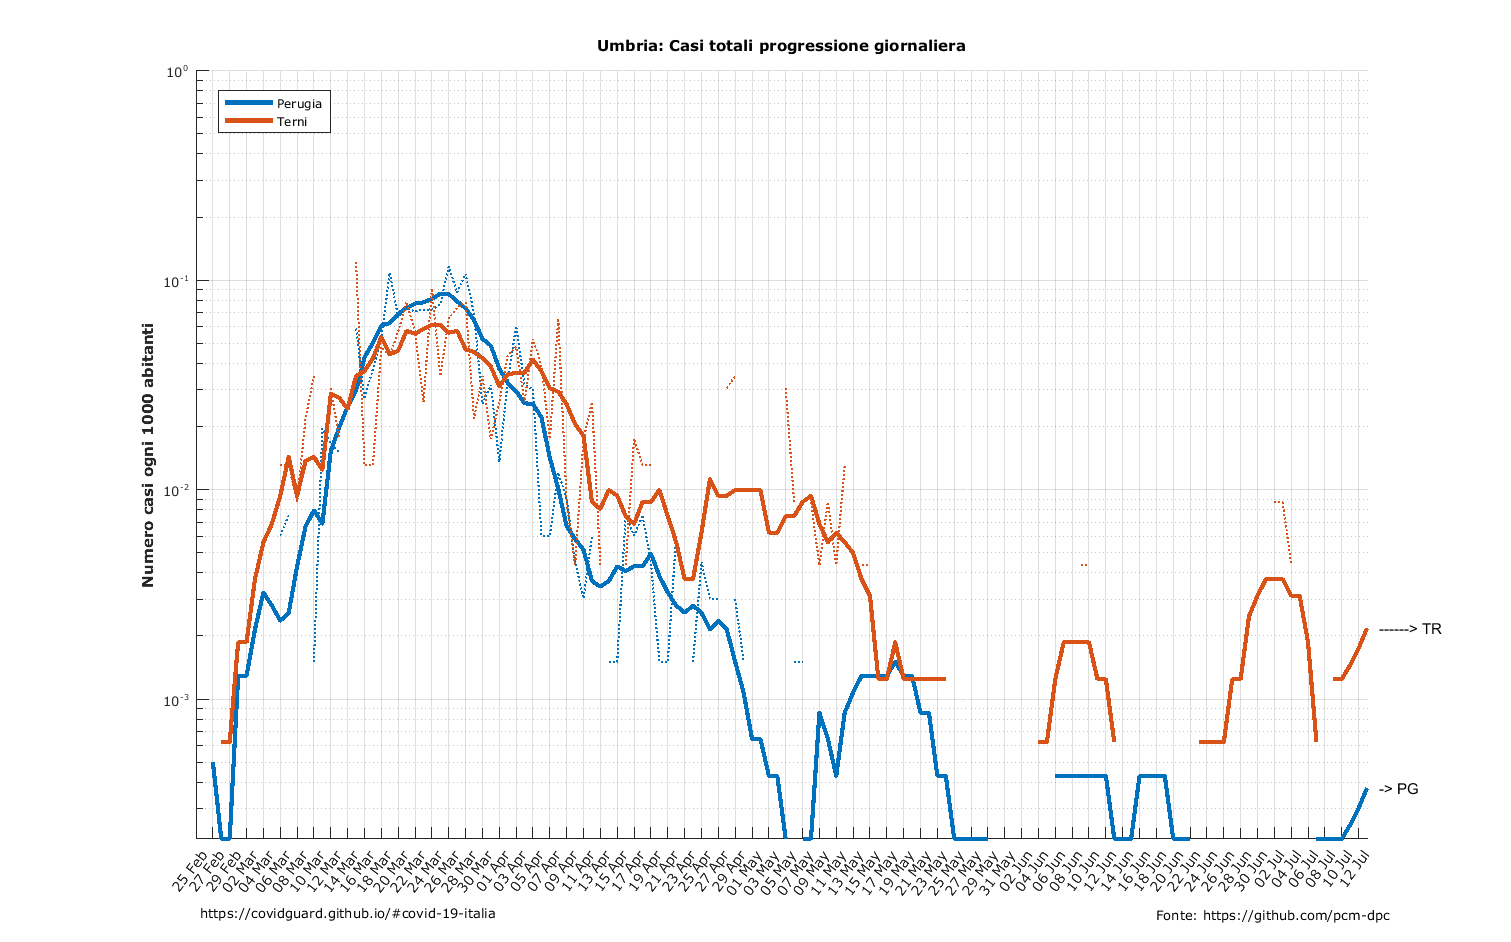 Umbria: Casi totali progressione giornaliera
Numero casi ogni 1000 abitanti
10^0
10^-1
10^-2
10^-3
Perugia
Terni
------> TR
-> PG
25 Feb
27 Feb
29 Feb
02 Mar
04 Mar
06 Mar
08 Mar
10 Mar
12 Mar
14 Mar
16 Mar
18 Mar
20 Mar
22 Mar
24 Mar
26 Mar
28 Mar
30 Mar
01 Apr
03 Apr
05 Apr
07 Apr
09 Apr
11 Apr
13 Apr
15 Apr
17 Apr
19 Apr
21 Apr
23 Apr
25 Apr
27 Apr
29 Apr
01 May
03 May
05 May
07 May
09 May
11 May
13 May
15 May
17 May
19 May
21 May
23 May
25 May
27 May
29 May
31 May
02 Jun
04 Jun
06 Jun
08 Jun
10 Jun
12 Jun
14 Jun
16 Jun
18 Jun
20 Jun
22 Jun
24 Jun
26 Jun
28 Jun
30 Jun
02 Jul
04 Jul
06 Jul
08 Jul
10 Jul
12 Jul
https://covidguard.github.io/#covid-19-italia
Fonte: https://github.com/pcm-dpc